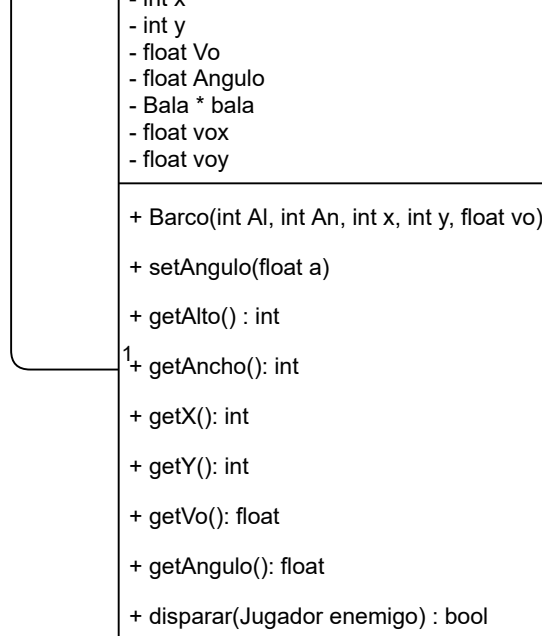 - int x
- int y
- float Vo
- float Angulo
- Bala * bala
- float vox
- float voy
+ Barco(int Al, int An, int x, int y, float vo)
+ setAngulo(float a)
+ getAlto() : int
1
+ getAncho(): int
+ getX(): int
+ getY(): int
+ getVo(): float
+ getAngulo(): float
+ disparar(Jugador enemigo) : bool